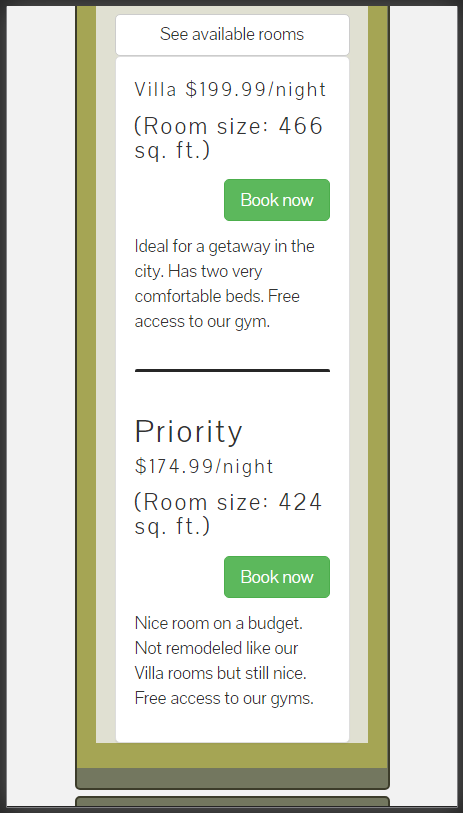 See available rooms
Villa $199.99/night
(Room size: 466
sq. ft.)
Book now
Ideal for a getaway in the
city. Has two very
comfortable beds. Free
access to our gym.
Priority
$174.99/night
(Room size: 424
sq. ft.)
Book now
Nice room on a budget.
Not remodeled like our
Villa rooms but still nice.
Free access to our gyms.